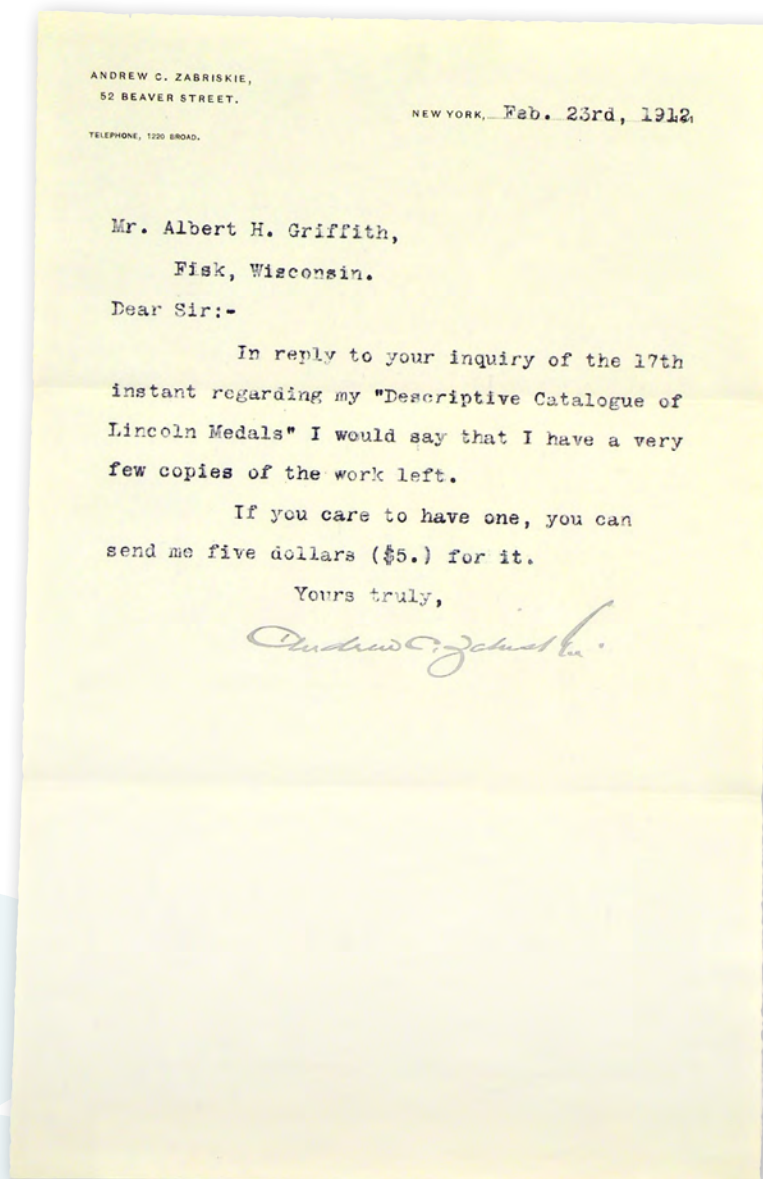 ANDREW C. ZABRISKIE,
52 BEAVER STREET.
TELEPHONE, 1220 BROAD.
NEW YORK, Feb. 23rd, 1912
Mr. Albert H. Griffith,
Fisk, Wisconsin.
Dear Sir:-
In reply to your inquiry of the 17th
instant regarding my "Descriptive Catalogue of
Lincoln Medals" I would say that I have a very
few copies of the work left.
If you care to have one, you can
send me five dollars ($5.) for it.
Yours truly,
Andrew C. Zabriskie